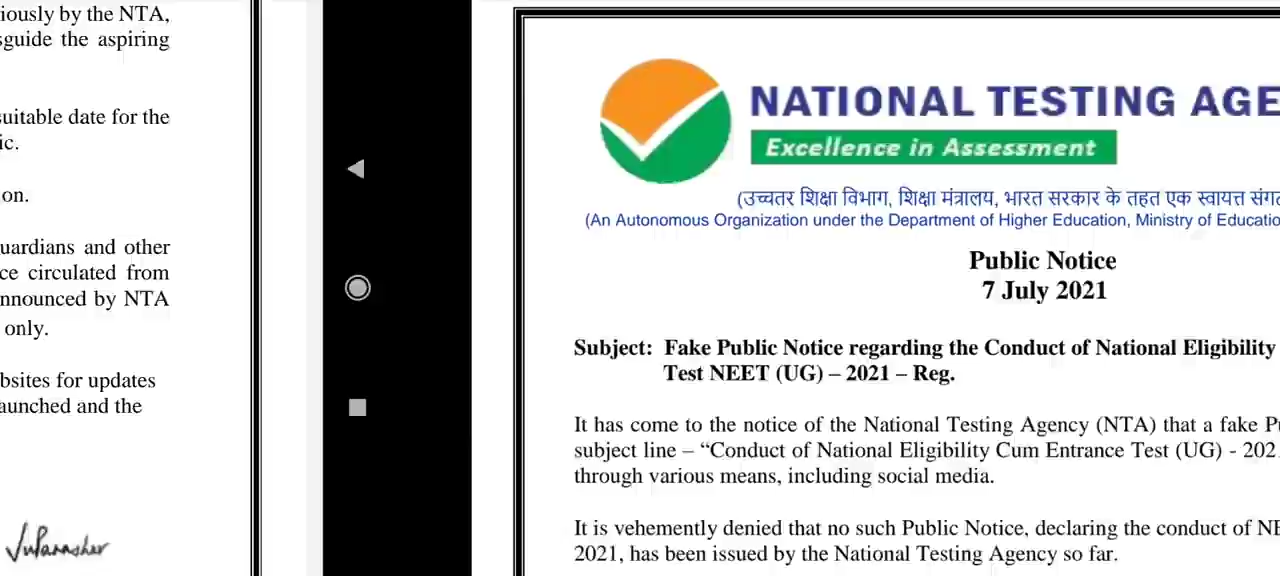 iously by the NTA,
sguide the aspiring
suitable date for the
ic.
on.
uardians and other
ce circulated from
nnounced by NTA
only.
bsites for updates
aunched and the
NATIONAL TESTING AGE
Excellence in Assessment
(उच्चतर शिक्षा विभाग, शिक्षा मंत्रालय, भारत सरकार के तहत एक स्वायत्त संगठ
(An Autonomous Organization under the Department of Higher Education, Ministry of Educatio
Public Notice
7 July 2021
Subject: Fake Public Notice regarding the Conduct of National Eligibility
Test NEET (UG) – 2021 – Reg.
It has come to the notice of the National Testing Agency (NTA) that a fake Pu
subject line – “Conduct of National Eligibility Cum Entrance Test (UG) - 202
through various means, including social media.
It is vehemently denied that no such Public Notice, declaring the conduct of NE
2021, has been issued by the National Testing Agency so far.